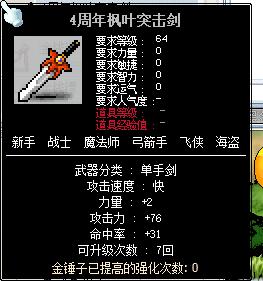 4周年枫叶突击剑
要求等级 : 64
要求力量 : 0
要求敏捷 : 0
要求智力 : 0
要求运气 : 0
要求人气度 : -
道具等级 : -
道具经验值 : -
新手 战士 魔法师 弓箭手 飞侠 海盗
武器分类 : 单手剑
攻击速度 : 快
力量 : +2
攻击力 : +76
命中率 : +31
可升级次数 : 7回
金锤子已提高的强化次数: 0